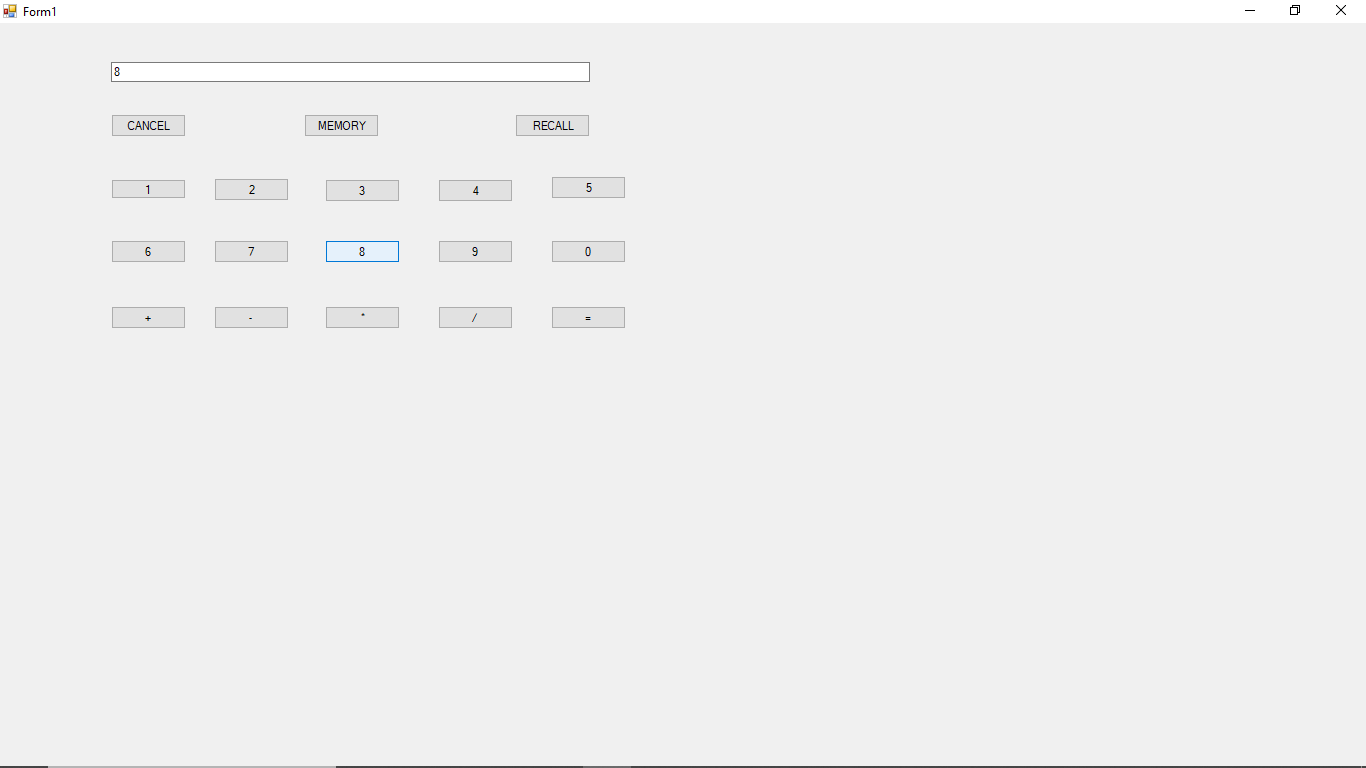 Form1
8
CANCEL MEMORY RECALL
1 2 3 4 5
6 7 8 9 0
+ - * / =